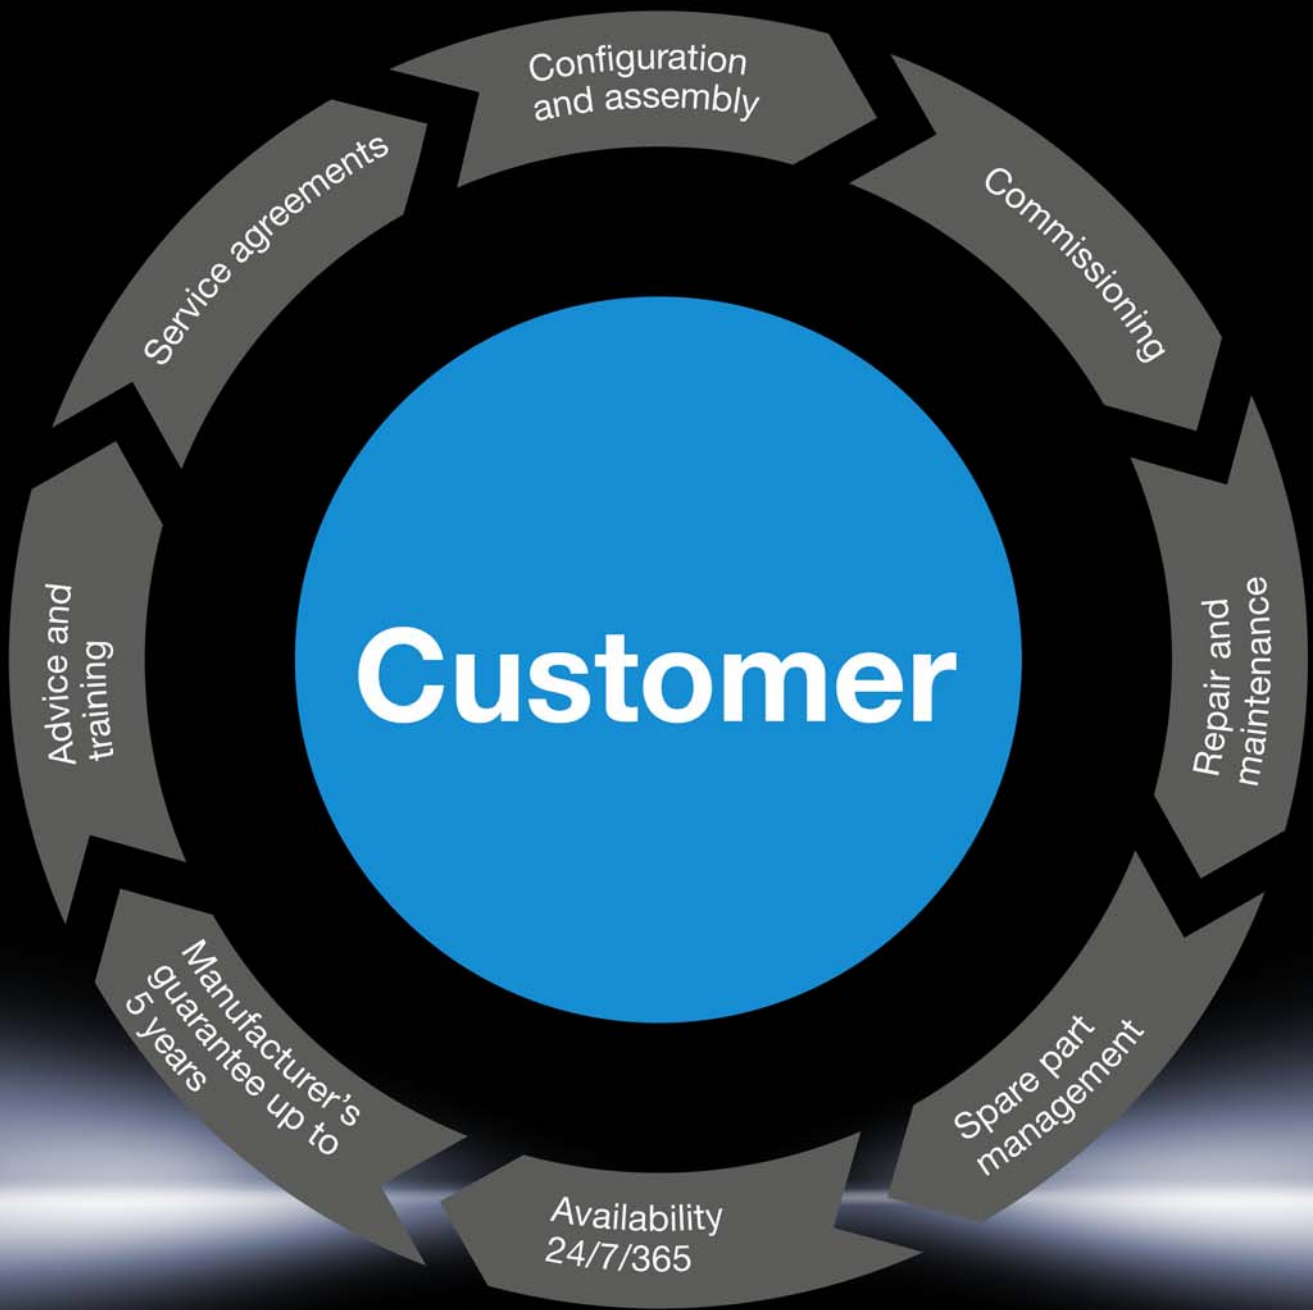 Configuration
and assembly
Commissioning
Repair and
maintenance
Spare part
management
Availability
24/7/365
Manufacturer's
guarantee up to
5 years
Advice and
training
Service agreements
Customer